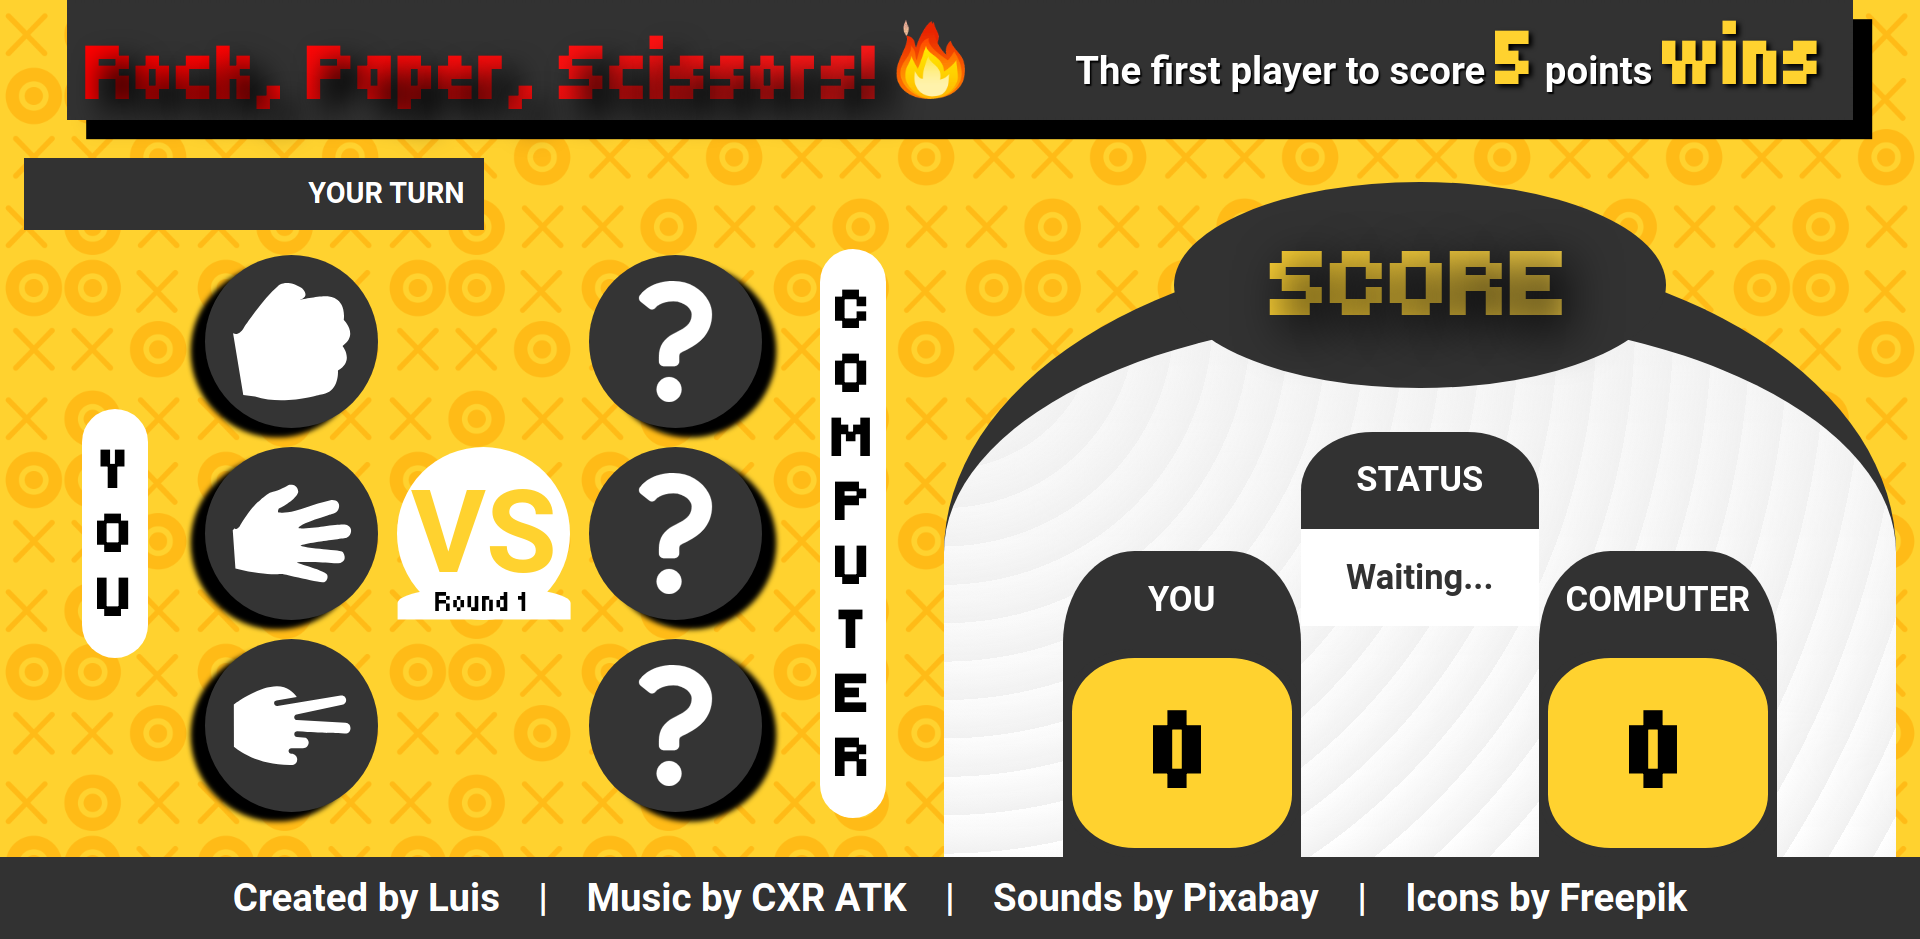 Rock, Paper, Scissors!
The first player to score 5 points wins
YOUR TURN
YOU
VS
Round 1
? 
?
?
COMPUTER
SCORE
STATUS
Waiting...
YOU
0
COMPUTER
0
Created by Luis | Music by CXR ATK | Sounds by Pixabay | Icons by Freepik